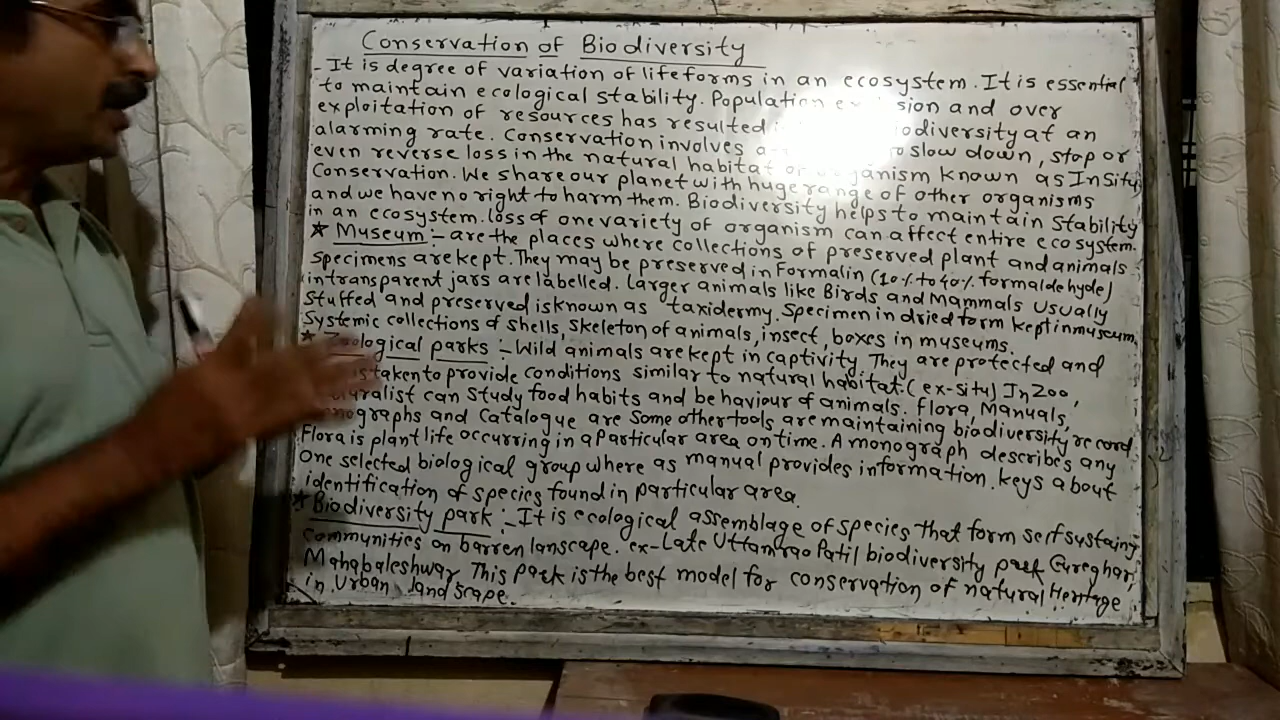 Conservation of Biodiversity
- It is degree of variation of lifeforms in an ecosystem. It is essential
to maintain ecological stability. Population and over
exploitation of resources has resulted biodiversity at an
alarming rate. Conservation involves to slow down, stop or
even reverse loss in the natural habitat of organism known as Insitu
Conservation. We share our planet with huge range of other organisms
and we have no right to harm them. Biodiversity helps to maintain stability
in an ecosystem. loss of one variety of organism can affect entire ecosystem.
* Museum :- are the places where collections of preserved plant and animals
specimens are kept. They may be preserved in Formalin (10% to 40% formaldehyde)
in transparent jars are labelled. Larger animals like Birds and Mammals usually
stuffed and preserved is known as taxidermy. Specimen in dried form kept in museum.
Systemic collections of shells, skeleton of animals, insect, boxes in museums.
* Zoological parks :- Wild animals are kept in captivity. They are protected and
is taken to provide conditions similar to natural habitat. (ex-situ) In Zoo,
naturalist can study food habits and behaviour of animals. Flora, Manuals,
monographs and Catalogue are some other tools are maintaining biodiversity record
Flora is plant life occurring in a particular area on time. A monograph describes any
One selected biological group where as manual provides information. keys about
identification of species found in particular area.
* Biodiversity park :- It is ecological assemblage of species that form self systaing
communities on barren lanscape. ex- Late Uttamrao Patil biodiversity park Gureghar,
Mahabaleshwar This park is the best model for conservation of natural Heritage
in Urban landscape.